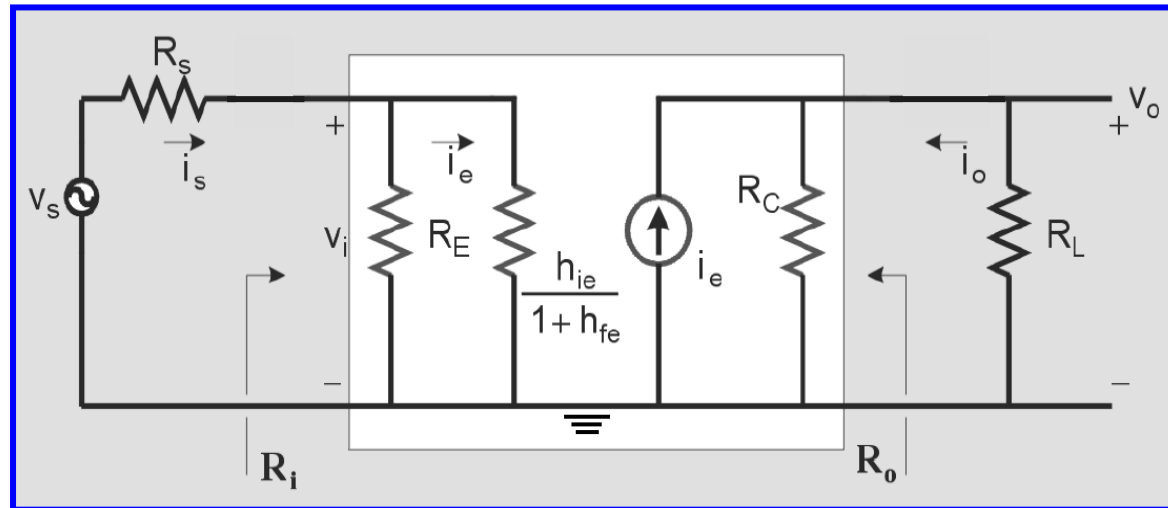 R_s
+
i_s
i_e
v_s
v_i
R_E
h_ie
1 + h_fe
−
i_e
R_C
i_o
R_L
v_o
+
−
R_i
R_o